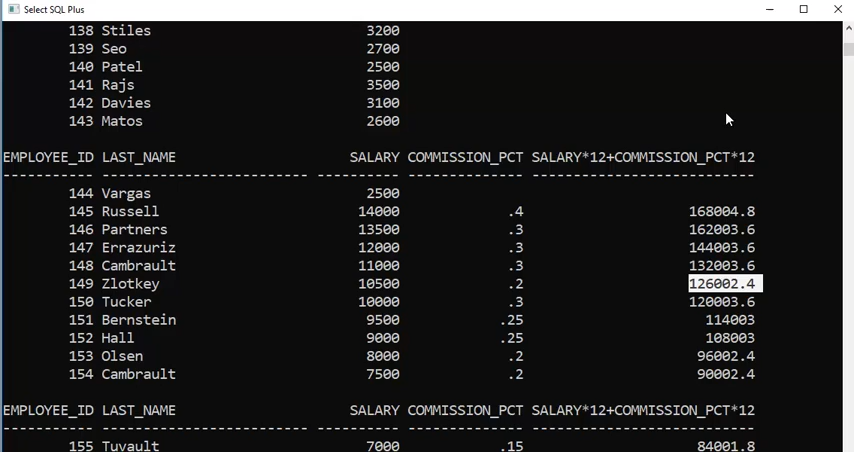 Select SQL Plus
138 Stiles 3200
139 Seo 2700
140 Patel 2500
141 Rajs 3500
142 Davies 3100
143 Matos 2600
EMPLOYEE_ID LAST_NAME SALARY COMMISSION_PCT SALARY*12+COMMISSION_PCT*12
----------- ------------------------- ---------- -------------- ---------------------------
144 Vargas 2500
145 Russell 14000 .4 168004.8
146 Partners 13500 .3 162003.6
147 Errazuriz 12000 .3 144003.6
148 Cambrault 11000 .3 132003.6
149 Zlotkey 10500 .2 126002.4
150 Tucker 10000 .3 120003.6
151 Bernstein 9500 .25 114003
152 Hall 9000 .25 108003
153 Olsen 8000 .2 96002.4
154 Cambrault 7500 .2 90002.4
EMPLOYEE_ID LAST_NAME SALARY COMMISSION_PCT SALARY*12+COMMISSION_PCT*12
----------- ------------------------- ---------- -------------- ---------------------------
155 Tuvault 7000 .15 84001.8